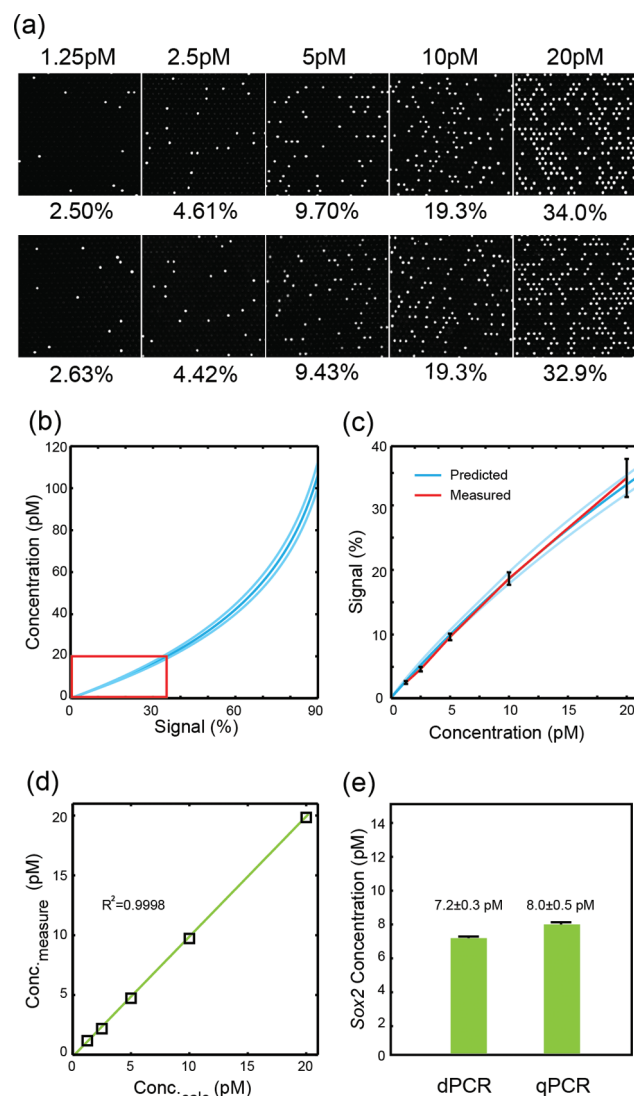 (a)
1.25pM 2.5pM 5pM 10pM 20pM
2.50% 4.61% 9.70% 19.3% 34.0%
2.63% 4.42% 9.43% 19.3% 32.9%
(b)
120
100
80
60
40
20
0
0 30 60 90
Concentration (pM)
Signal (%)
(c)
40
30
20
10
0
0 5 10 15 20
Predicted
Measured
Signal (%)
Concentration (pM)
(d)
20
15
10
5
0
0 5 10 15 20
R²=0.9998
Conc.measure (pM)
Conc. (pM)
(e)
14
12
10
8
6
4
2
0
7.2±0.3 pM 8.0±0.5 pM
Sox2 Concentration (pM)
dPCR qPCR